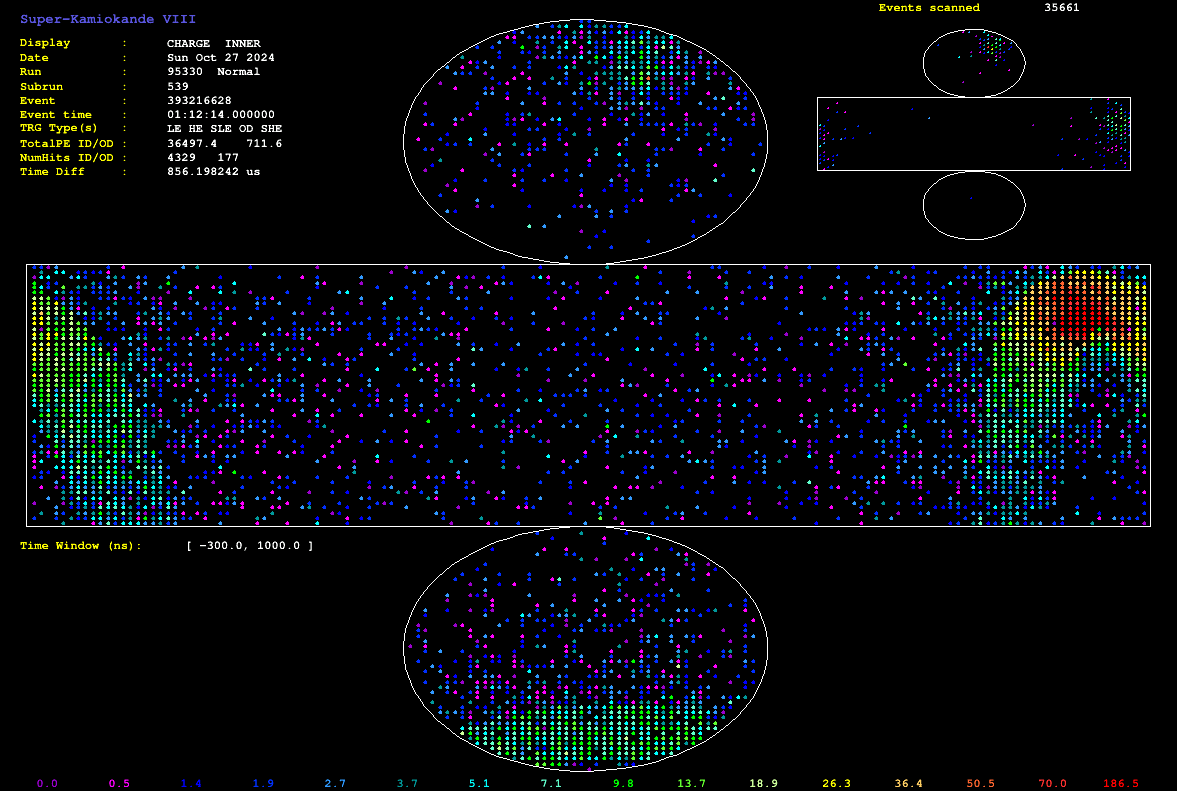 Super-Kamiokande VIII
Display : CHARGE INNER
Date : Sun Oct 27 2024
Run : 95330 Normal
Subrun : 539
Event : 393216628
Event time : 01:12:14.000000
TRG Type(s) : LE HE SLE OD SHE
TotalPE ID/OD : 36497.4 711.6
NumHits ID/OD : 4329 177
Time Diff : 856.198242 us
Events scanned 35661
Time Window (ns): [ -300.0, 1000.0 ]
0.0 0.5 1.4 1.9 2.7 3.7 5.1 7.1 9.8 13.7 18.9 26.3 36.4 50.5 70.0 186.5